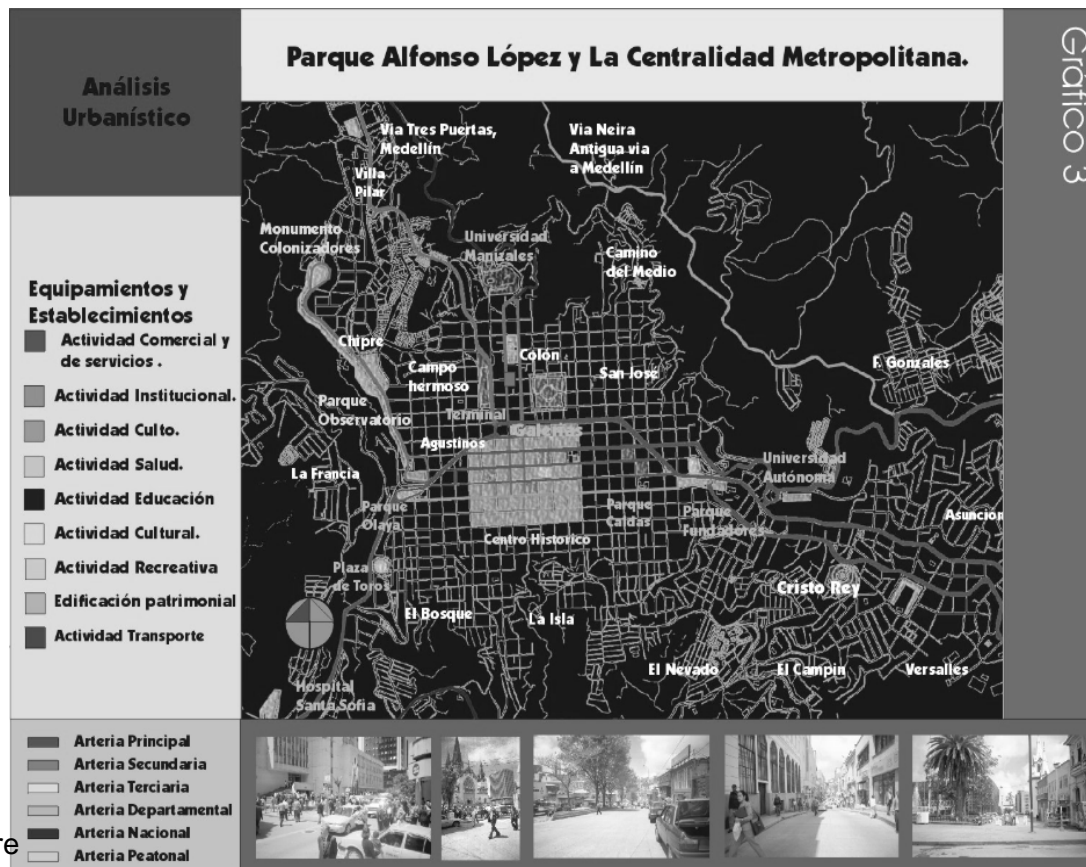 Análisis
Urbanístico
Parque Alfonso López y La Centralidad Metropolitana.
Gráfico 3
Equipamientos y
Establecimientos
Actividad Comercial y
de servicios .
Actividad Institucional.
Actividad Culto.
Actividad Salud.
Actividad Educación
Actividad Cultural.
Actividad Recreativa
Edificación patrimonial
Actividad Transporte
Via Tres Puertas,
Medellín
Via Neira
Antigua via
a Medellín
Villa
Pilar
Monumento
Colonizadores
Universidad
Manizales
Camino
del Medio
Chipre
Campo
hermoso
Colón
San José
F. Gonzales
Parque
Observatorio
Terminal
Galerías
Agustinos
La Francia
Universidad
Autónoma
Parque
Olaya
Parque
Caldas
Parque
Fundadores
Asunción
Centro Historico
Plaza
de Toros
Cristo Rey
El Bosque
La Isla
El Nevado
El Campin
Versalles
Hospital
Santa Sofia
Arteria Principal
Arteria Secundaria
Arteria Terciaria
Arteria Departamental
Arteria Nacional
Arteria Peatonal
re